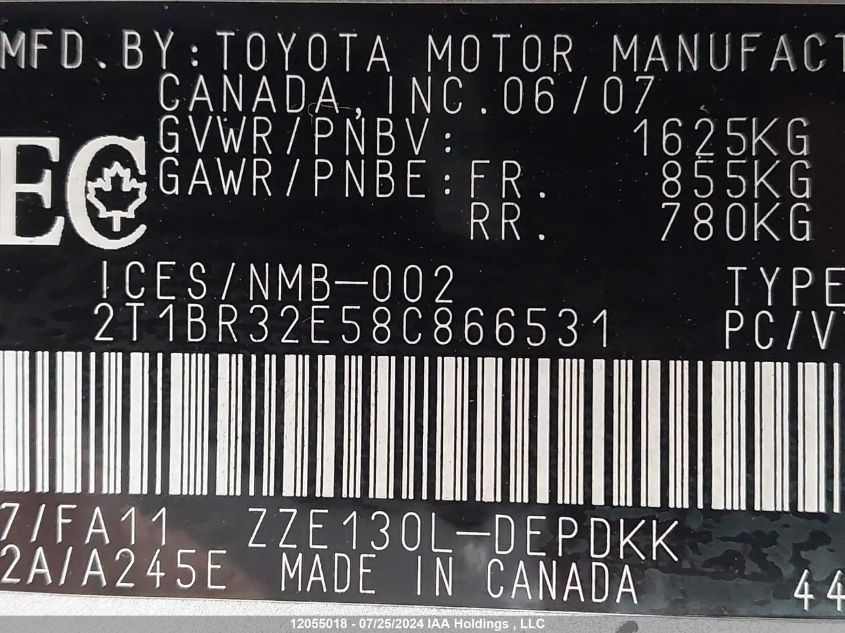 MFD.BY:TOYOTA MOTOR MANUFACT
CANADA,INC.06/07
GVWR/PNBV: 1625KG
GAWR/PNBE:FR. 855KG
RR. 780KG
EC
ICES/NMB-002 TYPE
2T1BR32E58C866531 PC/V
7/FA11 ZZE130L-DEPDKK
2A/A245E MADE IN CANADA 44
12055018 - 07/25/2024 IAA Holdings , LLC